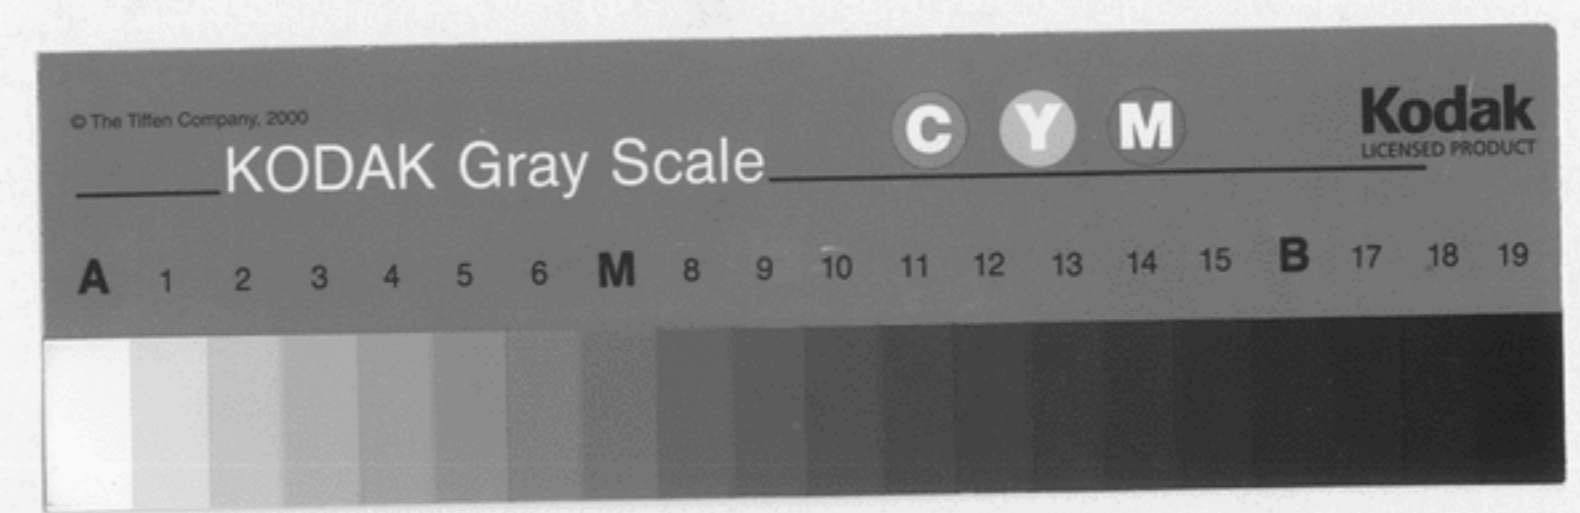 © The Tiffen Company, 2000
KODAK Gray Scale
C Y M
Kodak
LICENSED PRODUCT
A 1 2 3 4 5 6 M 8 9 10 11 12 13 14 15 B 17 18 19